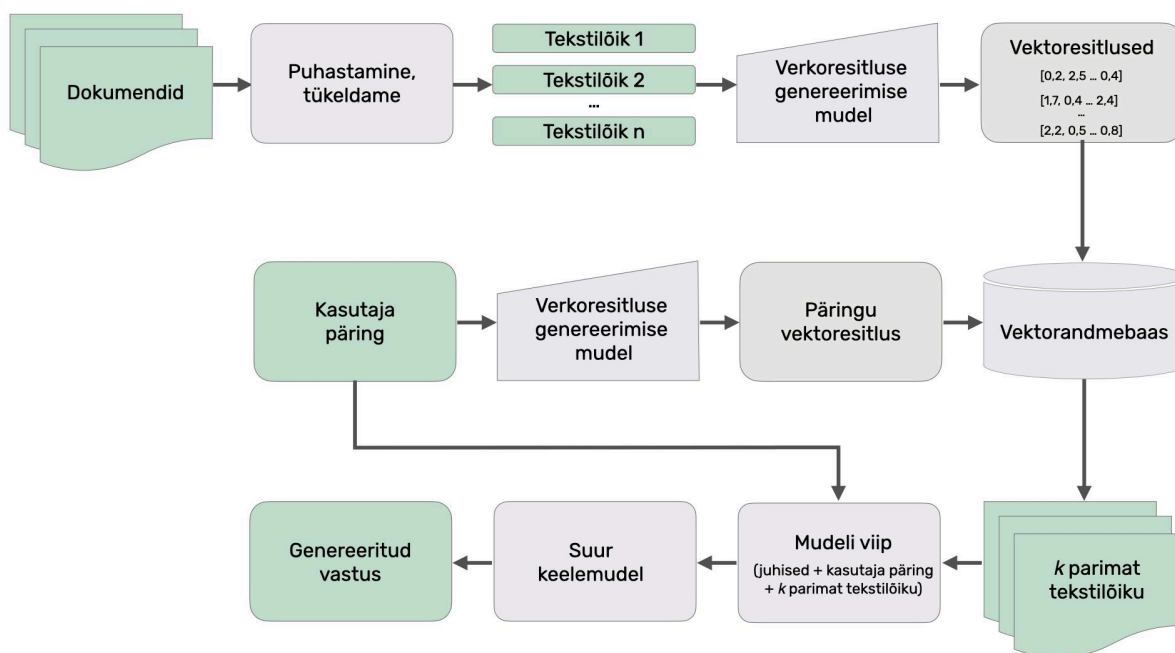 Dokumendid
Puhastamine,
tükeldame
Tekstilõik 1
Tekstilõik 2
...
Tekstilõik n
Verkoresitluse
genereerimise
mudel
Vektoresitlused
[0,2, 2,5 ... 0,4]
[1,7, 0,4 ... 2,4]
...
[2,2, 0,5 ... 0,8]
Kasutaja
päring
Verkoresitluse
genereerimise
mudel
Päringu
vektoresitlus
Vektorandmebaas
Genereeritud
vastus
Suur
keelemudel
Mudeli viip
(juhised + kasutaja päring
+ k parimat tekstilõiku)
k parimat
tekstilõiku